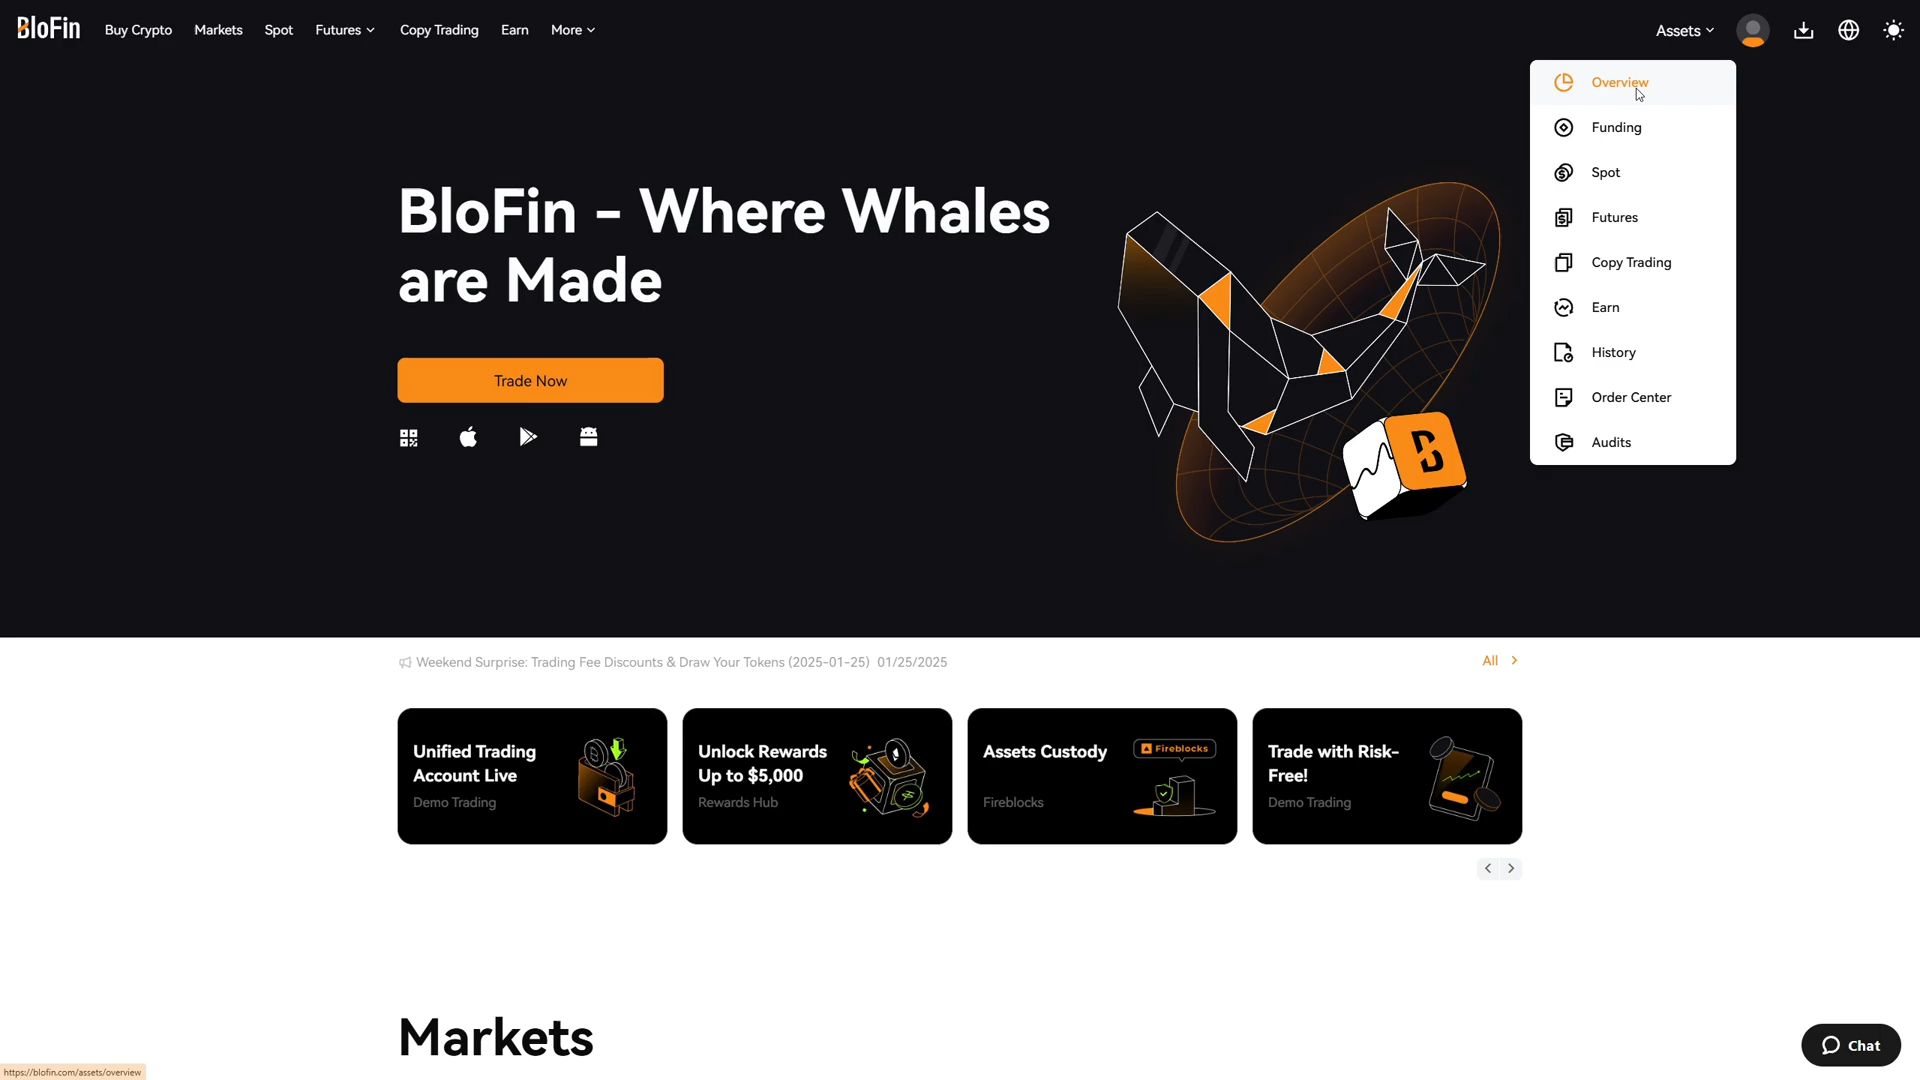 BloFin
Buy Crypto
Markets
Spot
Futures
Copy Trading
Earn
More
Assets
Overview
Funding
Spot
Futures
Copy Trading
Earn
History
Order Center
Audits
BloFin - Where Whales
are Made
Trade Now
Weekend Surprise: Trading Fee Discounts & Draw Your Tokens (2025-01-25) 01/25/2025
All
Unified Trading
Account Live
Demo Trading
Unlock Rewards
Up to $5,000
Rewards Hub
Assets Custody
Fireblocks
Fireblocks
Trade with Risk-
Free!
Demo Trading
Markets
Chat
https://blofin.com/assets/overview